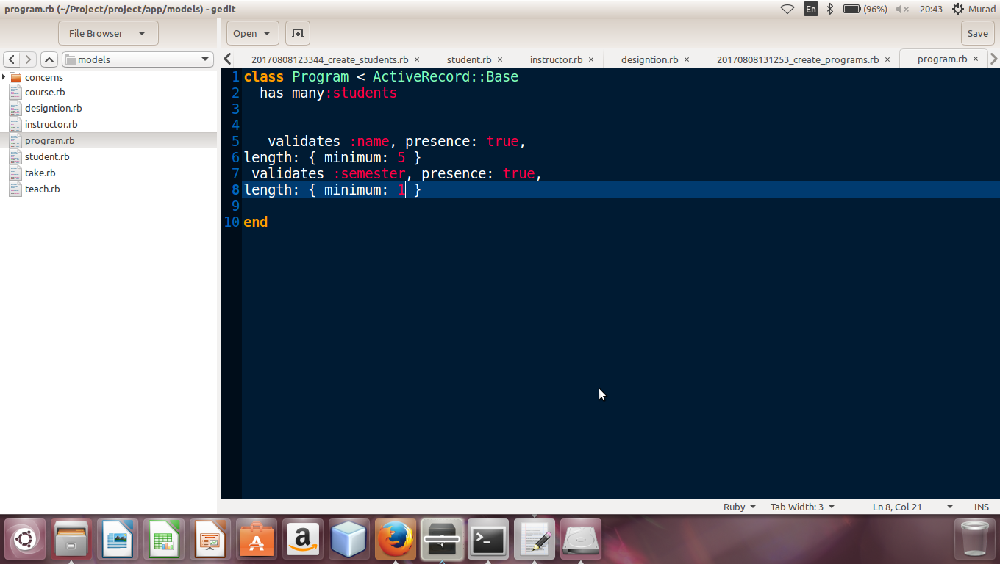 program.rb (~/Project/project/app/models) - gedit
En
(96%)
20:43
Murad
File Browser
Open
Save
models
20170808123344_create_students.rb ×
student.rb ×
instructor.rb ×
designtion.rb ×
20170808131253_create_programs.rb ×
program.rb ×
concerns
course.rb
designtion.rb
instructor.rb
program.rb
student.rb
take.rb
teach.rb
1 class Program < ActiveRecord::Base
2   has_many:students
3
4
5    validates :name, presence: true,
6 length: { minimum: 5 }
7  validates :semester, presence: true,
8 length: { minimum: 1 }
9
10 end
Ruby
Tab Width: 3
Ln 8, Col 21
INS